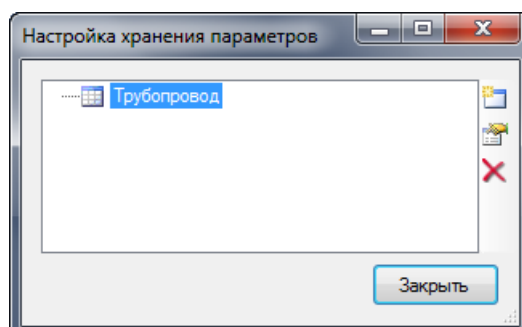 Настройка хранения параметров
Трубопровод
Закрыть